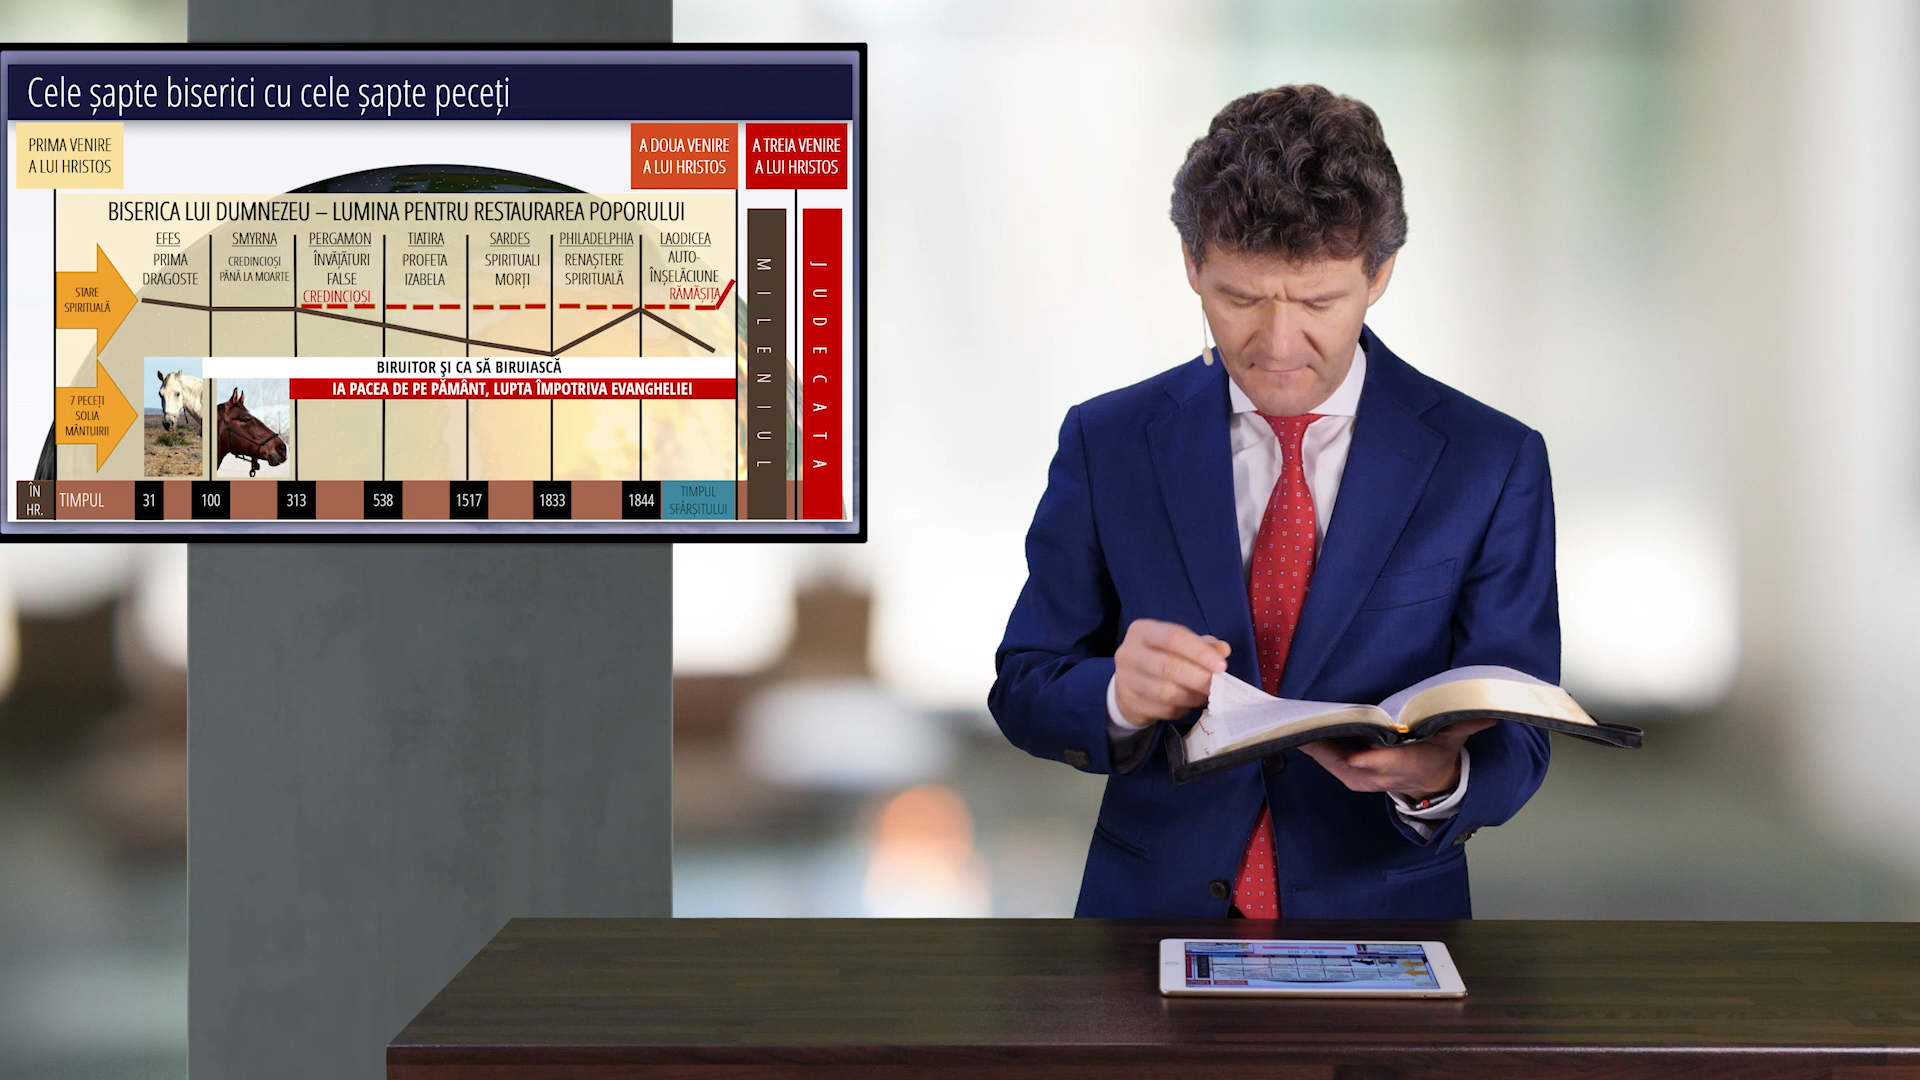 Cele șapte biserici cu cele șapte peceți
PRIMA VENIRE
A LUI HRISTOS
A DOUA VENIRE
A LUI HRISTOS
A TREIA VENIRE
A LUI HRISTOS
BISERICA LUI DUMNEZEU – LUMINA PENTRU RESTAURAREA POPORULUI
EFES
PRIMA
DRAGOSTE
SMYRNA
CREDINCIOȘI
PÂNĂ LA MOARTE
PERGAMON
ÎNVĂȚĂTURI
FALSE
CREDINCIOȘI
TIATIRA
PROFETA
IZABELA
SARDES
SPIRITUALI
MORȚI
PHILADELPHIA
RENAȘTERE
SPIRITUALĂ
LAODICEA
AUTO-
ÎNȘELĂCIUNE
RĂMĂȘIȚA
STARE
SPIRITUALĂ
BIRUITOR ŞI CA SĂ BIRUIASCĂ
IA PACEA DE PE PĂMÂNT, LUPTA ÎMPOTRIVA EVANGHELIEI
7 PECEȚI
SOLIA
MÂNTUIRII
MILENIUL
JUDECATA
ÎN
HR.
TIMPUL
31
100
313
538
1517
1833
1844
TIMPUL
SFÂRȘITULUI